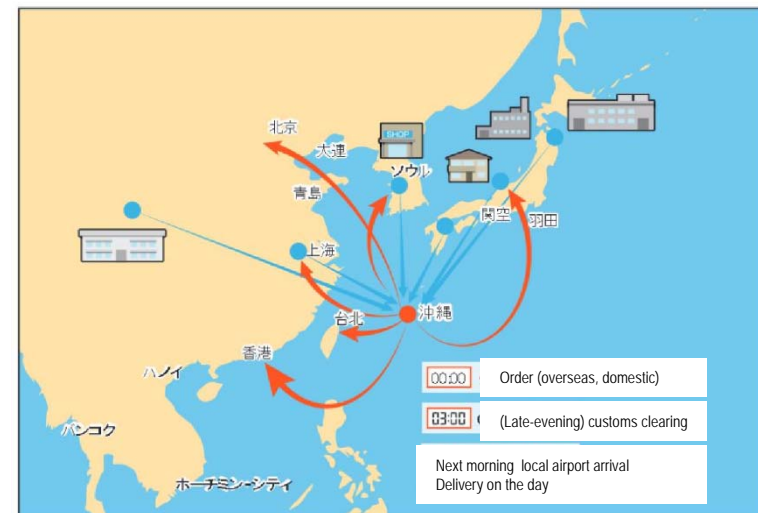 北京
大連
SHOP
ソウル
青島
関空
羽田
上海
台北
沖縄
香港
ハノイ
バンコク
ホーチミン・シティ
00:00
Order (overseas, domestic)
03:00
(Late-evening) customs clearing
Next morning local airport arrival
Delivery on the day